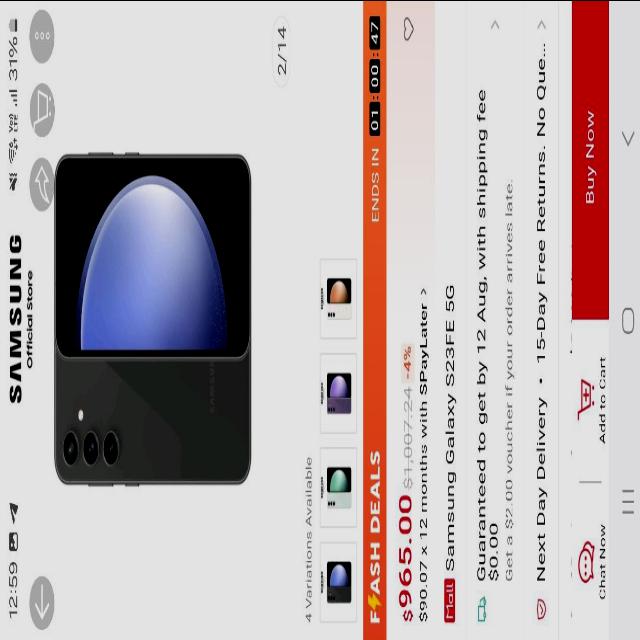 12:59
31%
SAMSUNG
Official Store
SAMSUNG
2/14
4 Variations Available
FLASH DEALS
ENDS IN 01 : 00 : 47
$965.00 $1,007.24 -4%
$90.07 x 12 months with SPayLater >
Mall Samsung Galaxy S23FE 5G
Guaranteed to get by 12 Aug, with shipping fee
$0.00
Get a $2.00 voucher if your order arrives late.
Next Day Delivery • 15-Day Free Returns. No Que... >
Chat Now
Add to Cart
Buy Now